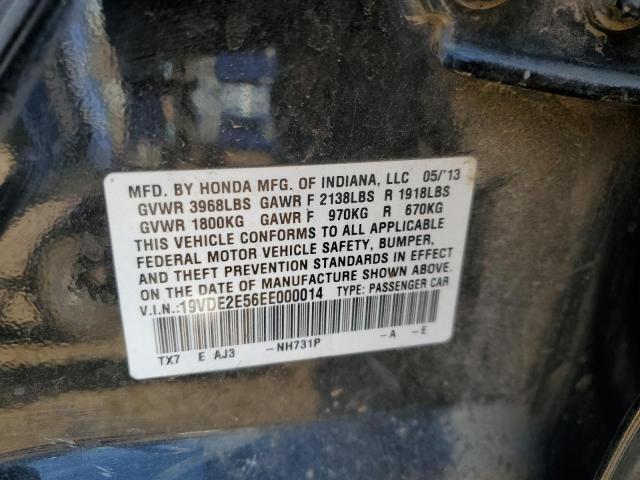 MFD. BY HONDA MFG. OF INDIANA, LLC 05/'13
GVWR 3968LBS GAWR F 2138LBS R 1918LBS
GVWR 1800KG GAWR F 970KG R 670KG
THIS VEHICLE CONFORMS TO ALL APPLICABLE
FEDERAL MOTOR VEHICLE SAFETY, BUMPER,
AND THEFT PREVENTION STANDARDS IN EFFECT
ON THE DATE OF MANUFACTURE SHOWN ABOVE.
V.I.N.:19VDE2E56EE000014 TYPE: PASSENGER CAR
TX7 E AJ3 -NH731P -A -E